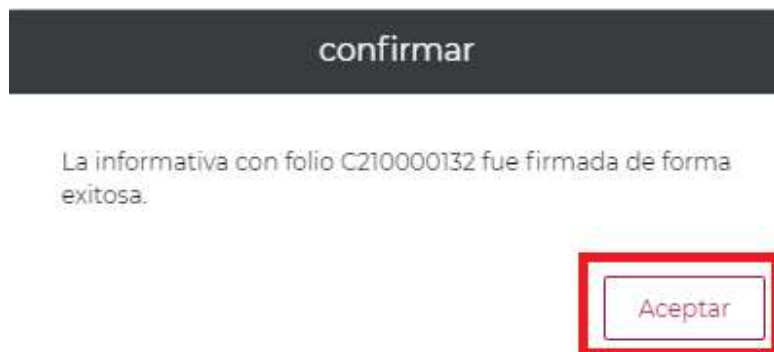 confirmar
La informativa con folio C210000132 fue firmada de forma
exitosa.
Aceptar